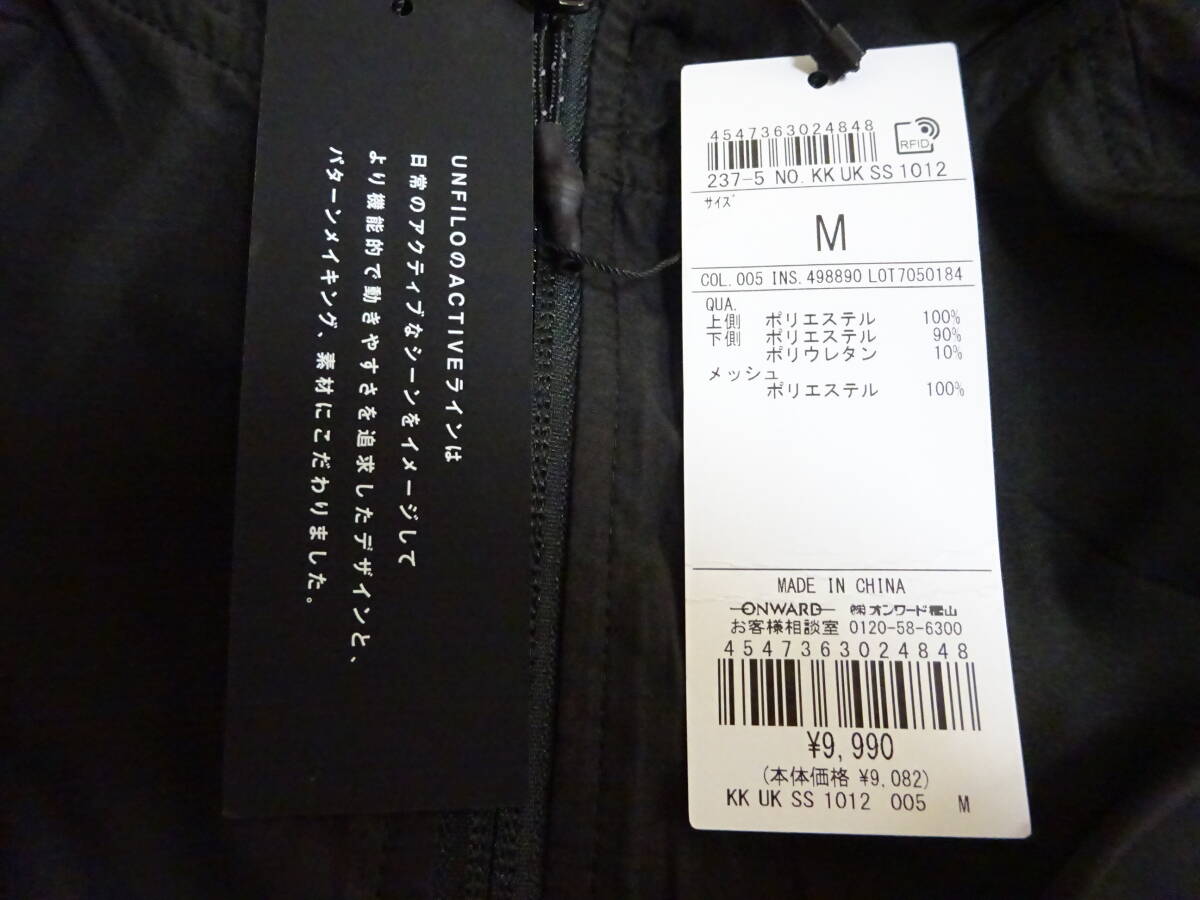 UNFILOのACTIVEラインは
日常のアクティブなシーンをイメージして
より機能的で動きやすさを追求したデザインと、
パターンメイキング、素材にこだわりました。
4547363024848
RFID
237-5 NO. KK UK SS 1012
サイズ
M
COL. 005 INS. 498890 LOT7050184
QUA.
上側 ポリエステル 100%
下側 ポリエステル 90%
ポリウレタン 10%
メッシュ
ポリエステル 100%
MADE IN CHINA
ONWARD ㈱オンワード樫山
お客様相談室 0120-58-6300
4547363024848
¥9,990
(本体価格 ¥9,082)
KK UK SS 1012 005 M